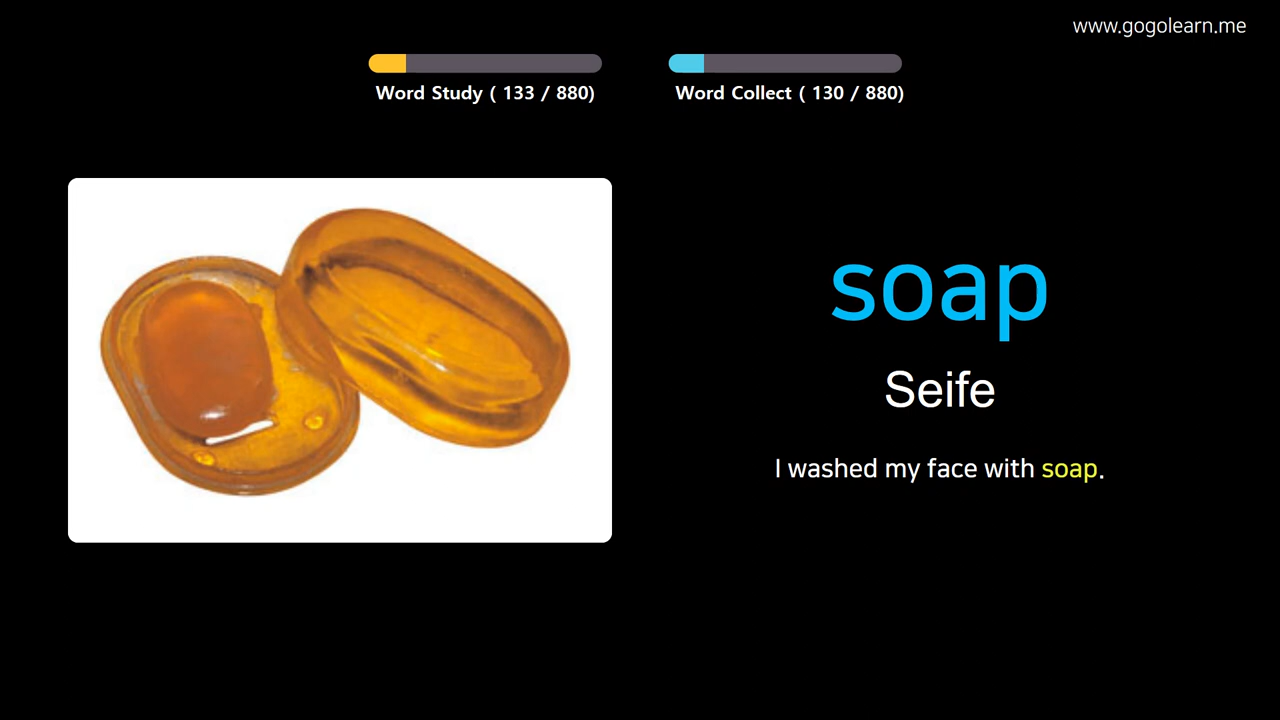 www.gogolearn.me
Word Study ( 133 / 880)
Word Collect ( 130 / 880)
soap
Seife
I washed my face with soap.